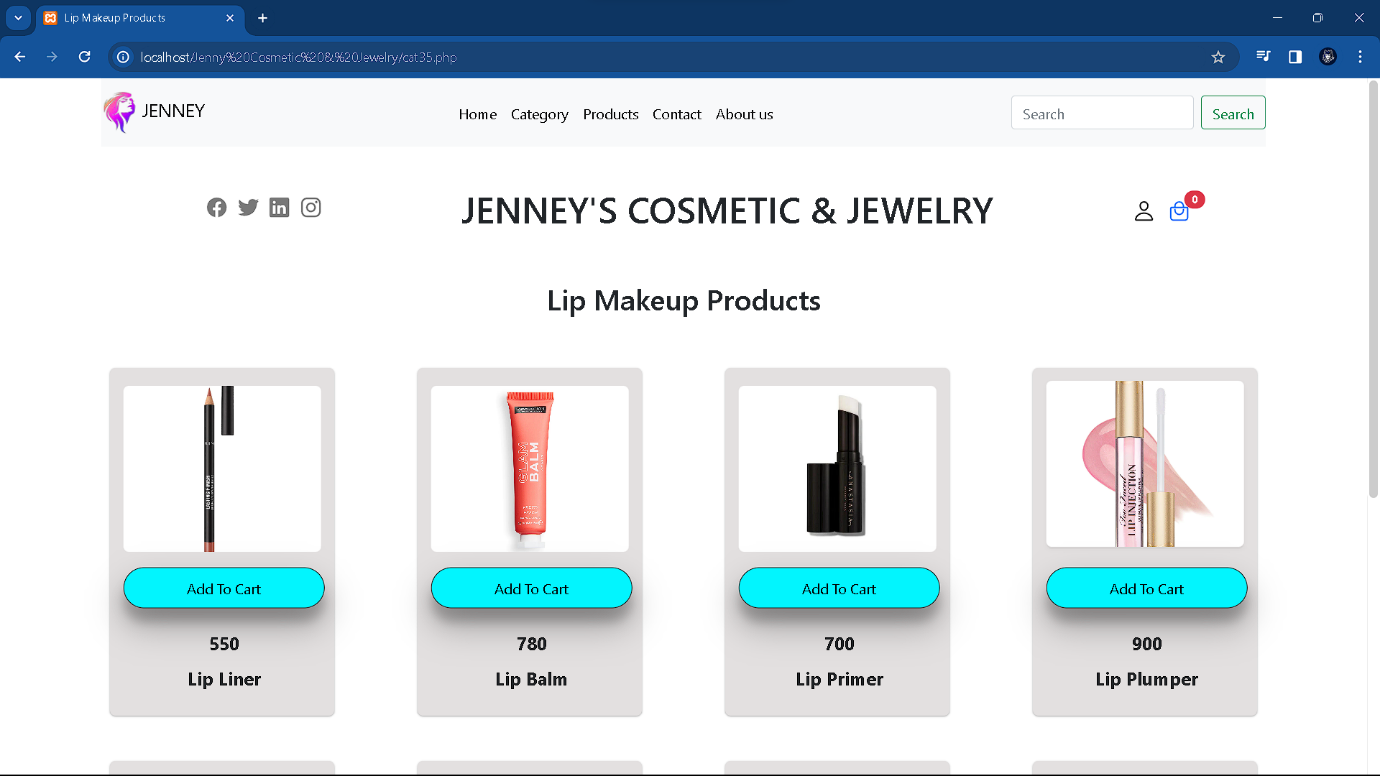 Lip Makeup Products
localhost/Jenny%20Cosmetic%20&%20Jewelry/cat35.php
JENNEY
Home Category Products Contact About us
Search
Search
JENNEY'S COSMETIC & JEWELRY
0
Lip Makeup Products
GLAM
BALM
LIP INJECTION
Add To Cart
Add To Cart
Add To Cart
Add To Cart
550
780
700
900
Lip Liner
Lip Balm
Lip Primer
Lip Plumper